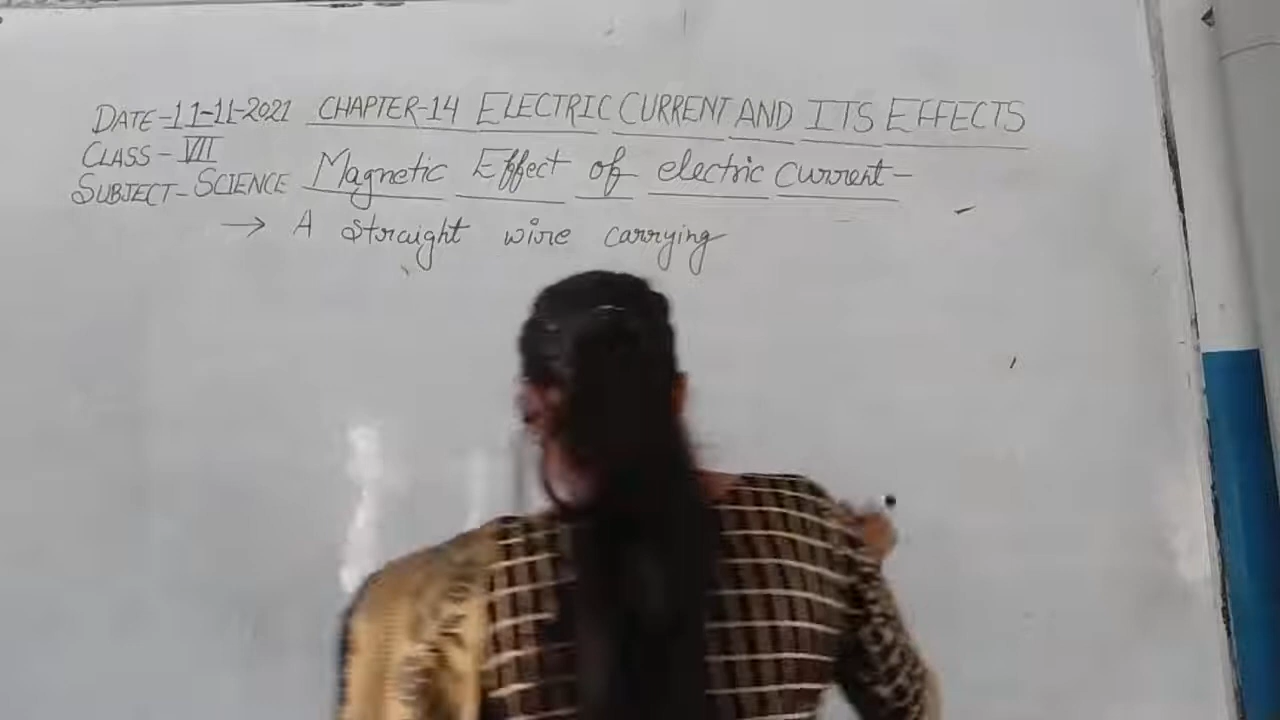 DATE-11-11-2021 CHAPTER-14 ELECTRIC CURRENT AND ITS EFFECTS
CLASS-VII
SUBJECT-SCIENCE Magnetic Effect of electric current-
→ A straight wire carrying